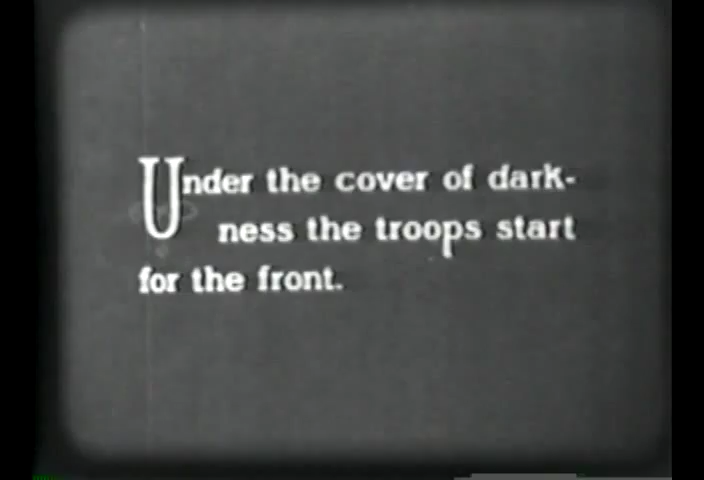 Under the cover of dark-
ness the troops start
for the front.